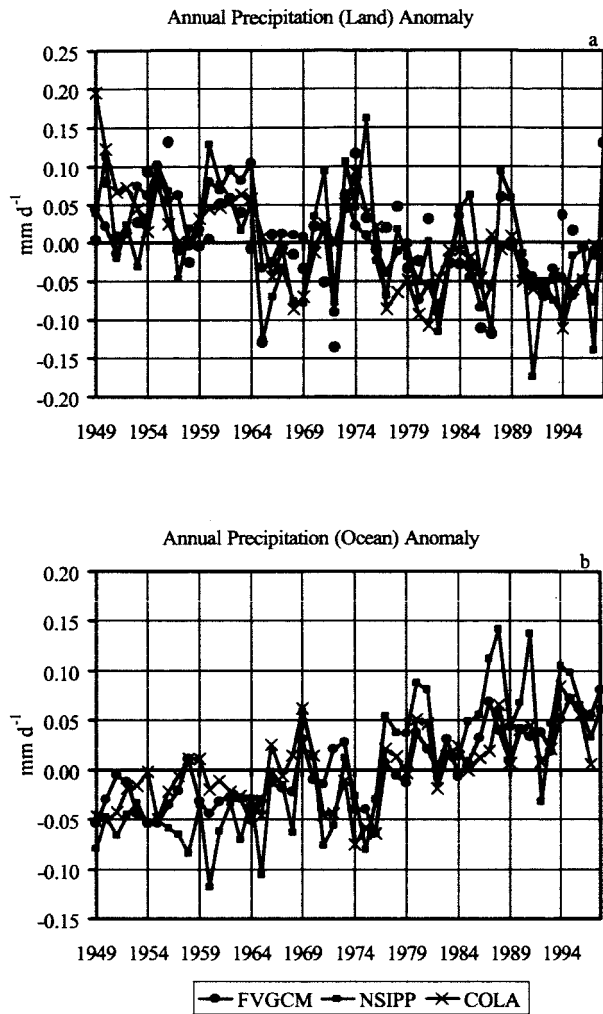 Annual Precipitation (Land) Anomaly
a
0.25
0.20
0.15
0.10
0.05
0.00
-0.05
-0.10
-0.15
-0.20
mm d⁻¹
1949 1954 1959 1964 1969 1974 1979 1984 1989 1994
Annual Precipitation (Ocean) Anomaly
b
0.20
0.15
0.10
0.05
0.00
-0.05
-0.10
-0.15
mm d⁻¹
1949 1954 1959 1964 1969 1974 1979 1984 1989 1994
FVGCM NSIPP COLA